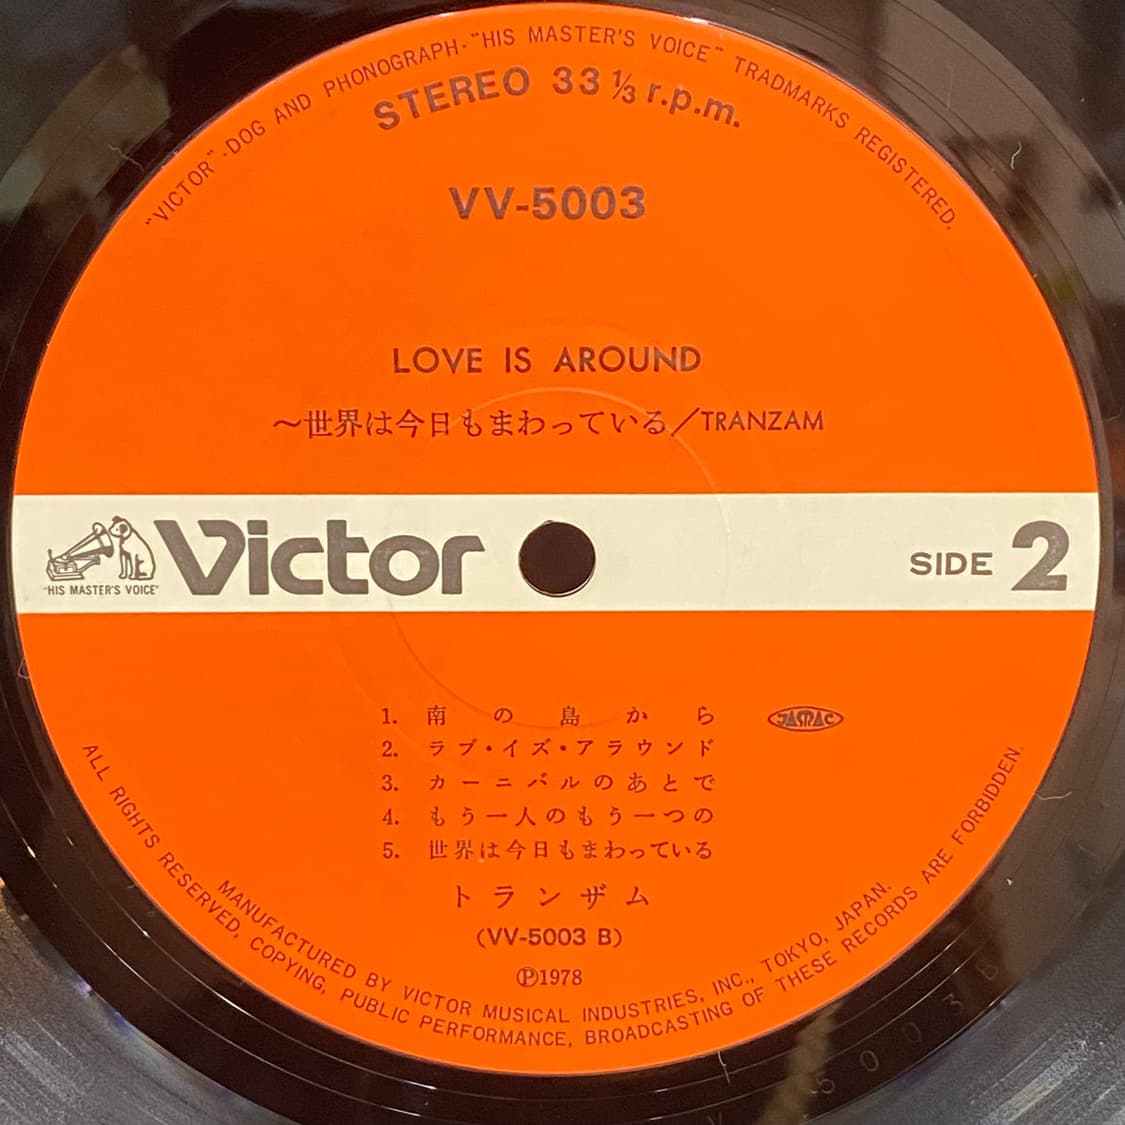 "VICTOR"-DOG AND PHONOGRAPH-"HIS MASTER'S VOICE" TRADMARKS REGISTERED.
STEREO 33⅓ r.p.m.
VV-5003
LOVE IS AROUND
～世界は今日もまわっている／TRANZAM
"HIS MASTER'S VOICE"
Victor
SIDE 2
1. 南の島から
JASRAC
2. ラブ・イズ・アラウンド
3. カーニバルのあとで
4. もう一人のもう一つの
5. 世界は今日もまわっている
トランザム
(VV-5003 B)
Ⓟ1978
MANUFACTURED BY VICTOR MUSICAL INDUSTRIES, INC., TOKYO, JAPAN.
ALL RIGHTS RESERVED, COPYING, PUBLIC PERFORMANCE, BROADCASTING OF THESE RECORDS ARE FORBIDDEN.